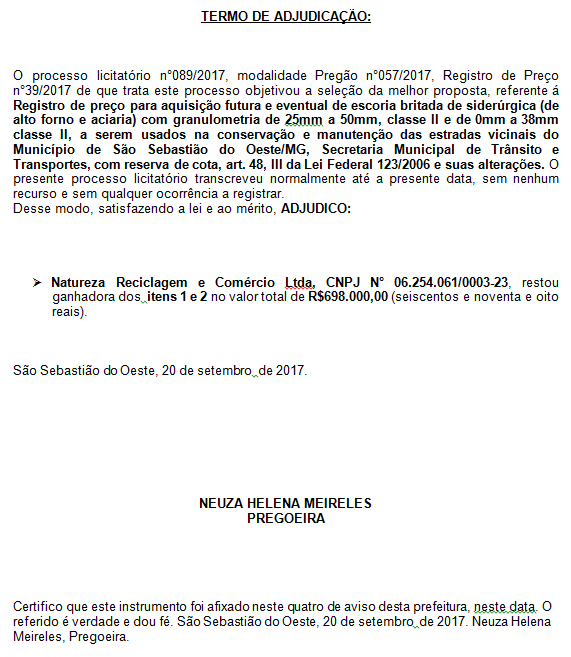 TERMO DE ADJUDICAÇÃO:
O processo licitatório n°089/2017, modalidade Pregão n°057/2017, Registro de Preço
n°39/2017 de que trata este processo objetivou a seleção da melhor proposta, referente á
Registro de preço para aquisição futura e eventual de escoria britada de siderúrgica (de
alto forno e aciaria) com granulometria de 25mm a 50mm, classe II e de 0mm a 38mm
classe II, a serem usados na conservação e manutenção das estradas vicinais do
Município de São Sebastião do Oeste/MG, Secretaria Municipal de Trânsito e
Transportes, com reserva de cota, art. 48, III da Lei Federal 123/2006 e suas alterações. O
presente processo licitatório transcreveu normalmente até a presente data, sem nenhum
recurso e sem qualquer ocorrência a registrar.
Desse modo, satisfazendo a lei e ao mérito, ADJUDICO:
➢ Natureza Reciclagem e Comércio Ltda, CNPJ N° 06.254.061/0003-23, restou
ganhadora dos itens 1 e 2 no valor total de R$698.000,00 (seiscentos e noventa e oito
reais).
São Sebastião do Oeste, 20 de setembro de 2017.
NEUZA HELENA MEIRELES
PREGOEIRA
Certifico que este instrumento foi afixado neste quatro de aviso desta prefeitura, neste data. O
referido é verdade e dou fé. São Sebastião do Oeste, 20 de setembro de 2017. Neuza Helena
Meireles, Pregoeira.